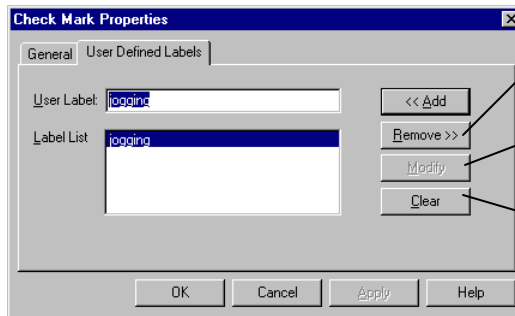 Check Mark Properties
General
User Defined Labels
User Label: jogging
<< Add
Label List
jogging
Remove >>
Modify
Clear
OK
Cancel
Apply
Help